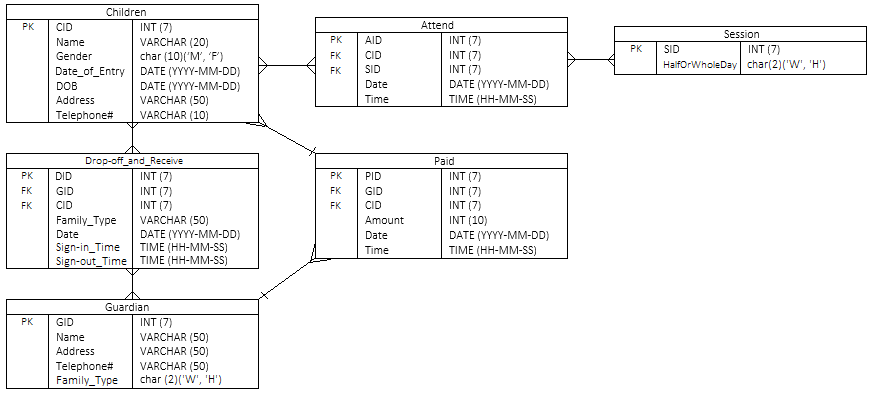 Children
PK CID INT (7)
Name VARCHAR (20)
Gender char (10)('M', 'F')
Date_of_Entry DATE (YYYY-MM-DD)
DOB DATE (YYYY-MM-DD)
Address VARCHAR (50)
Telephone# VARCHAR (10)
Attend
PK AID INT (7)
FK CID INT (7)
FK SID INT (7)
Date DATE (YYYY-MM-DD)
Time TIME (HH-MM-SS)
Session
PK SID INT (7)
HalfOrWholeDay char(2)('W', 'H')
Drop-off_and_Receive
PK DID INT (7)
FK GID INT (7)
FK CID INT (7)
Family_Type VARCHAR (50)
Date DATE (YYYY-MM-DD)
Sign-in_Time TIME (HH-MM-SS)
Sign-out_Time TIME (HH-MM-SS)
Paid
PK PID INT (7)
FK GID INT (7)
FK CID INT (7)
Amount INT (10)
Date DATE (YYYY-MM-DD)
Time TIME (HH-MM-SS)
Guardian
PK GID INT (7)
Name VARCHAR (50)
Address VARCHAR (50)
Telephone# VARCHAR (50)
Family_Type char (2)('W', 'H')